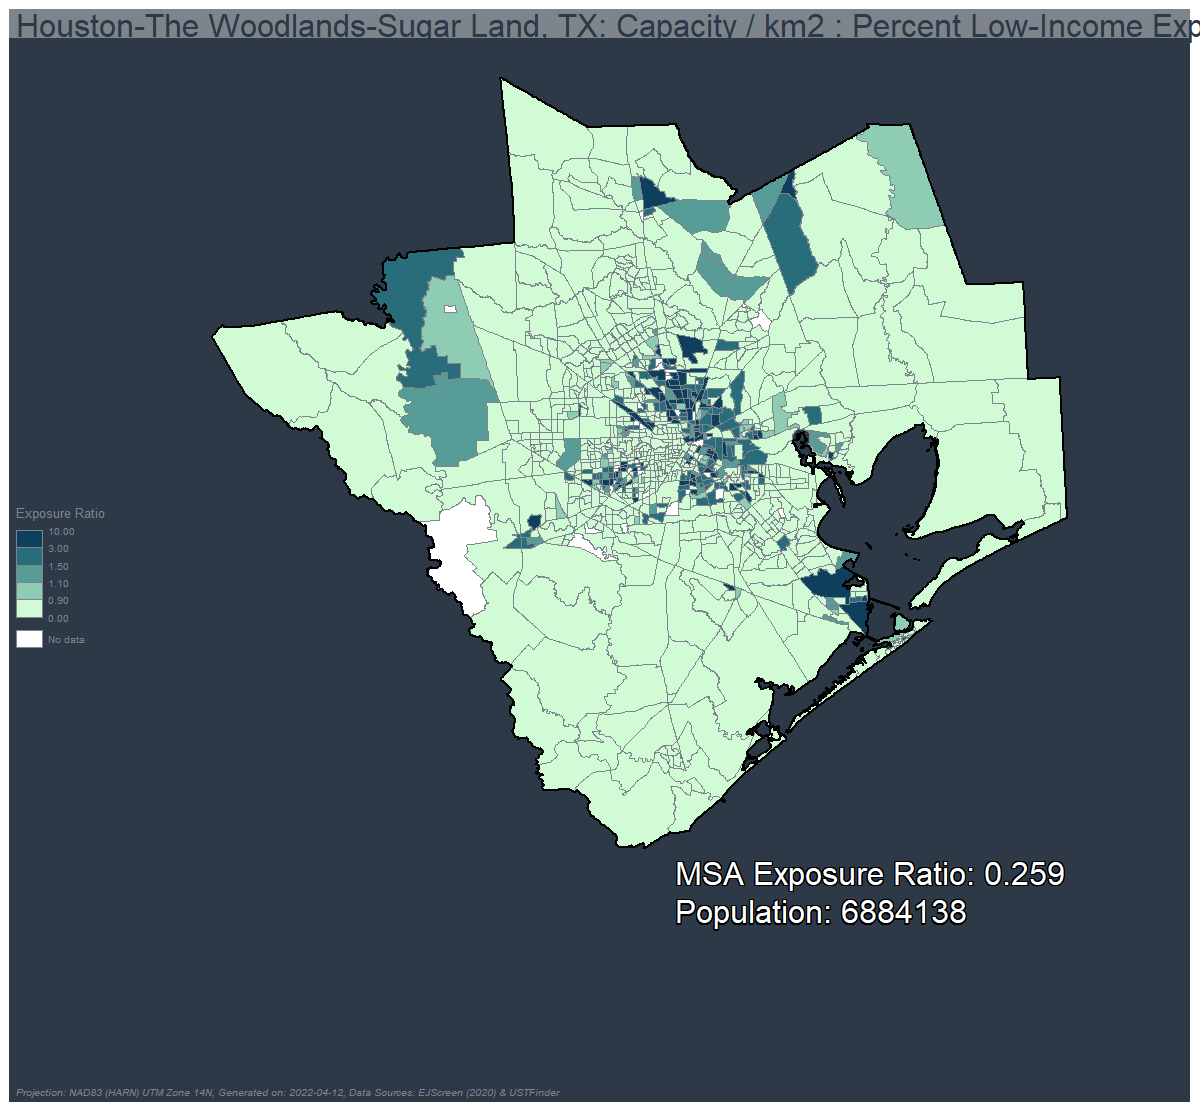 Houston-The Woodlands-Sugar Land, TX: Capacity / km2 : Percent Low-Income Exp
Exposure Ratio
10.00
3.00
1.50
1.10
0.90
0.00
No data
MSA Exposure Ratio: 0.259
Population: 6884138
Projection: NAD83 (HARN) UTM Zone 14N, Generated on: 2022-04-12, Data Sources: EJScreen (2020) & USTFinder